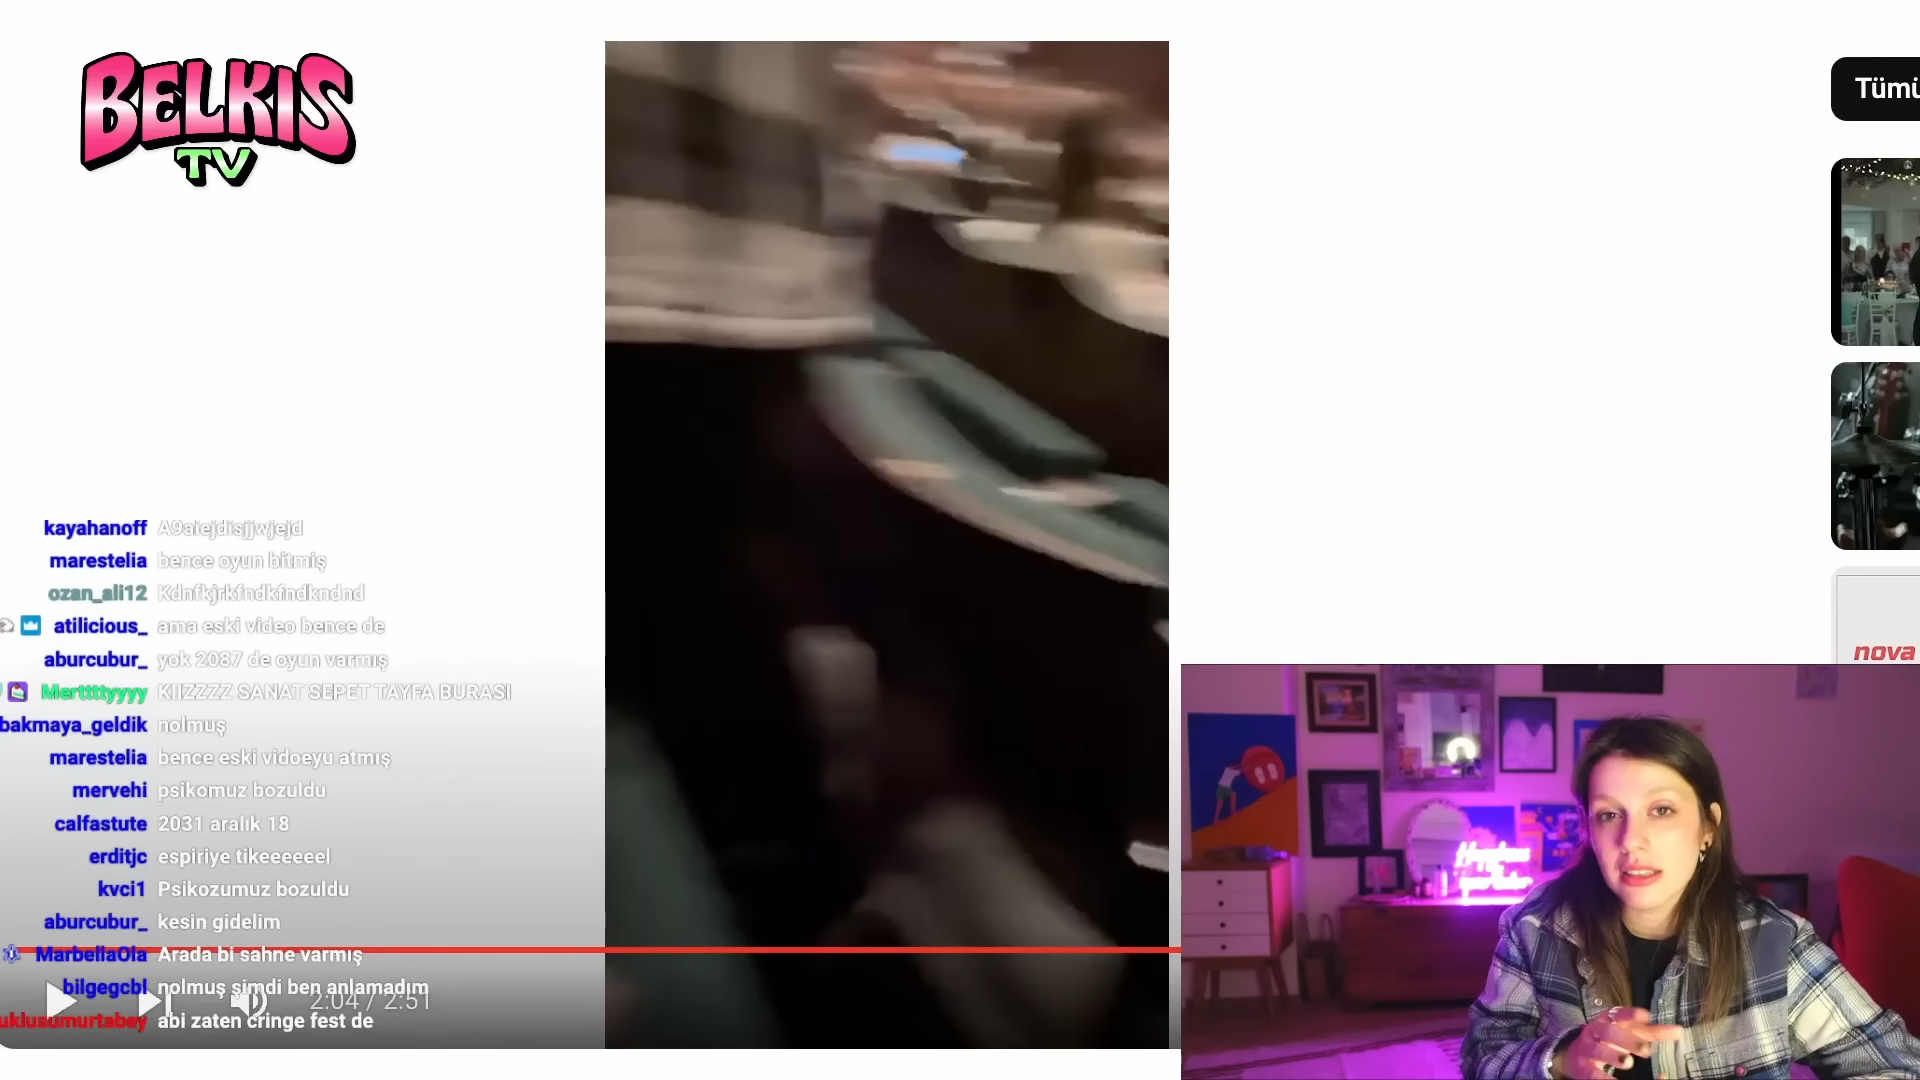 BELKIS
TV
Tümü
kayahanoff A9aiejdisjjwjejd
marestelia bence oyun bitmiş
ozan_ali12 Kdnfkjrkfndkfndkndnd
atilicious_ ama eski video bence de
aburcubur_ yok 2087 de oyun varmış
Merttttyyyy KIIZZZZ SANAT SEPET TAYFA BURASI
bakmaya_geldik nolmuş
marestelia bence eski vidoeyu atmış
mervehi psikomuz bozuldu
calfastute 2031 aralık 18
erditjc espiriye tikeeeeeel
kvci1 Psikozumuz bozuldu
aburcubur_ kesin gidelim
MarbellaOla Arada bi sahne varmış
bilgegcbl nolmuş şimdi ben anlamadım
2:04 / 2:51
uklusumurtabey abi zaten cringe fest de
nova